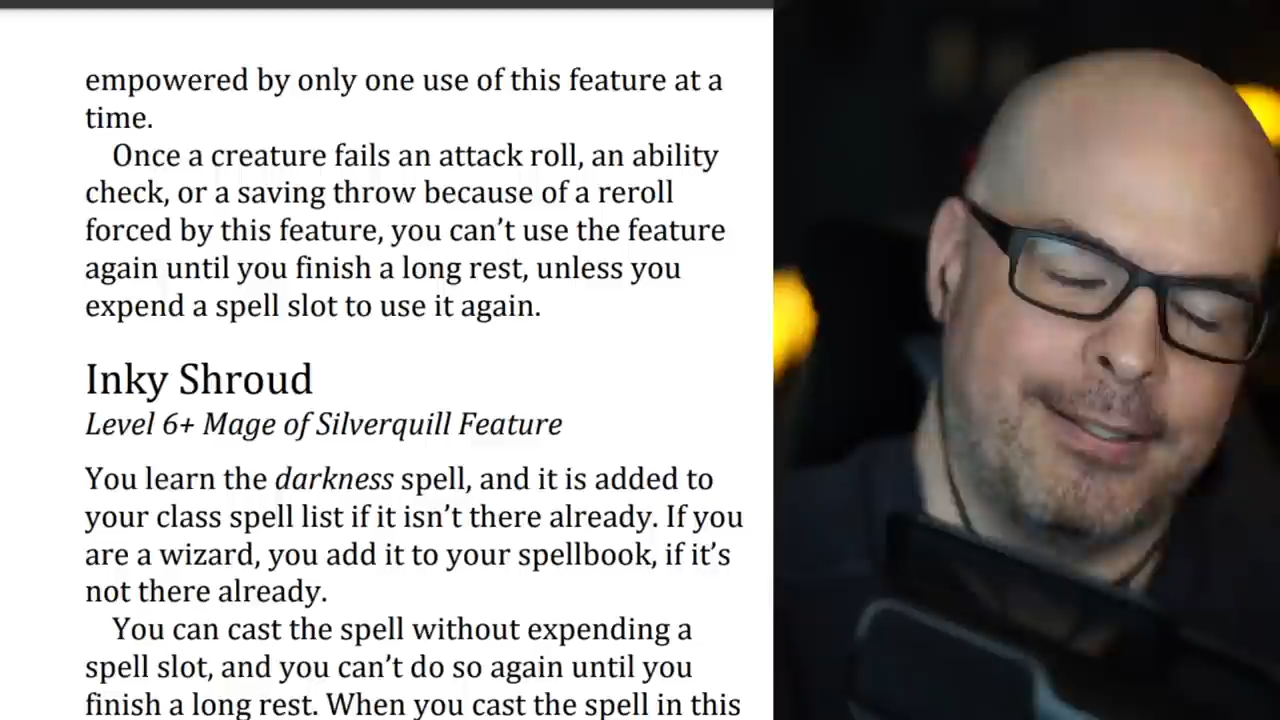 empowered by only one use of this feature at a
time.
Once a creature fails an attack roll, an ability
check, or a saving throw because of a reroll
forced by this feature, you can’t use the feature
again until you finish a long rest, unless you
expend a spell slot to use it again.
Inky Shroud
Level 6+ Mage of Silverquill Feature
You learn the darkness spell, and it is added to
your class spell list if it isn’t there already. If you
are a wizard, you add it to your spellbook, if it’s
not there already.
You can cast the spell without expending a
spell slot, and you can’t do so again until you
finish a long rest. When you cast the spell in this